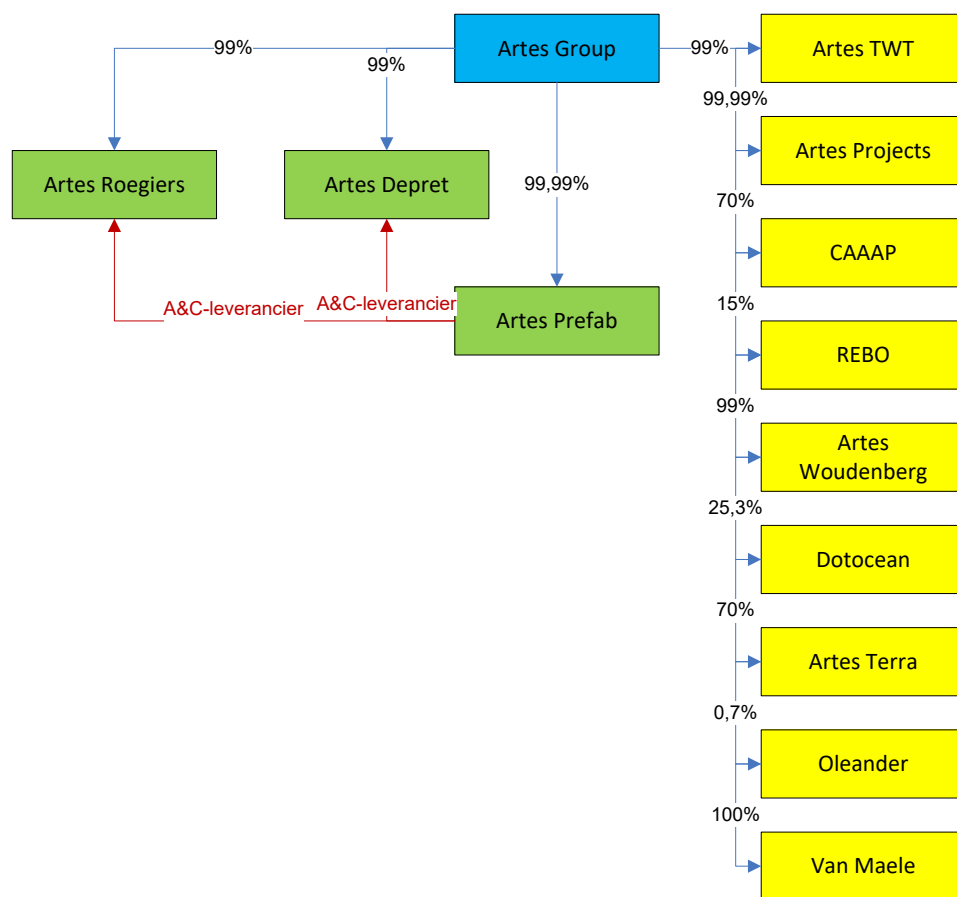 99%
Artes Group
99%
Artes TWT
99%
99,99%
Artes Roegiers
Artes Depret
99,99%
Artes Projects
70%
CAAAP
A&C-leverancier
A&C-leverancier
Artes Prefab
15%
REBO
99%
Artes
Woudenberg
25,3%
Dotocean
70%
Artes Terra
0,7%
Oleander
100%
Van Maele